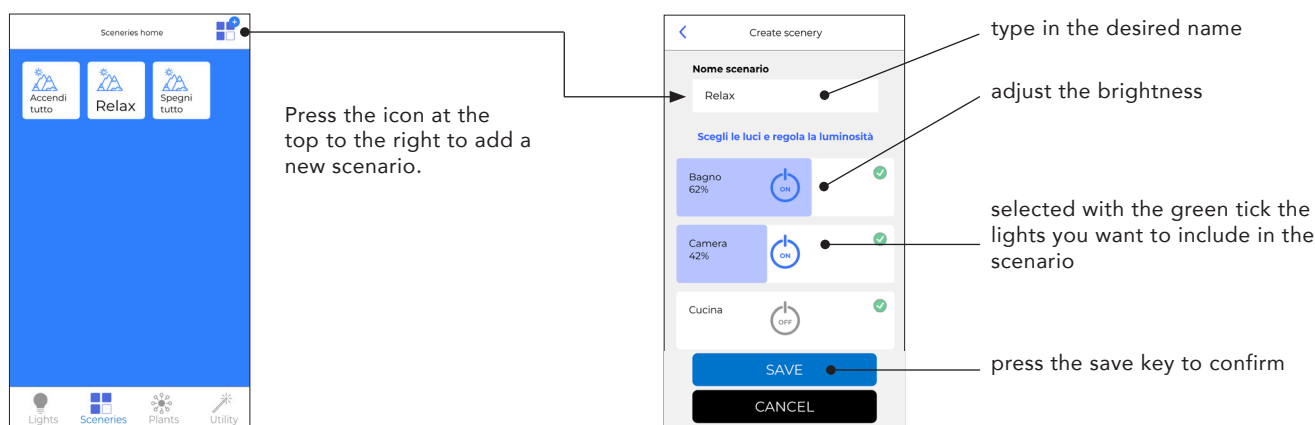 Sceneries home
Accendi
tutto
Relax
Spegni
tutto
Lights
Sceneries
Plants
Utility
Press the icon at the
top to the right to add a
new scenario.
Create scenery
Nome scenario
Relax
Scegli le luci e regola la luminosità
Bagno
62%
ON
Camera
42%
ON
Cucina
OFF
SAVE
CANCEL
type in the desired name
adjust the brightness
selected with the green tick the
lights you want to include in the
scenario
press the save key to confirm